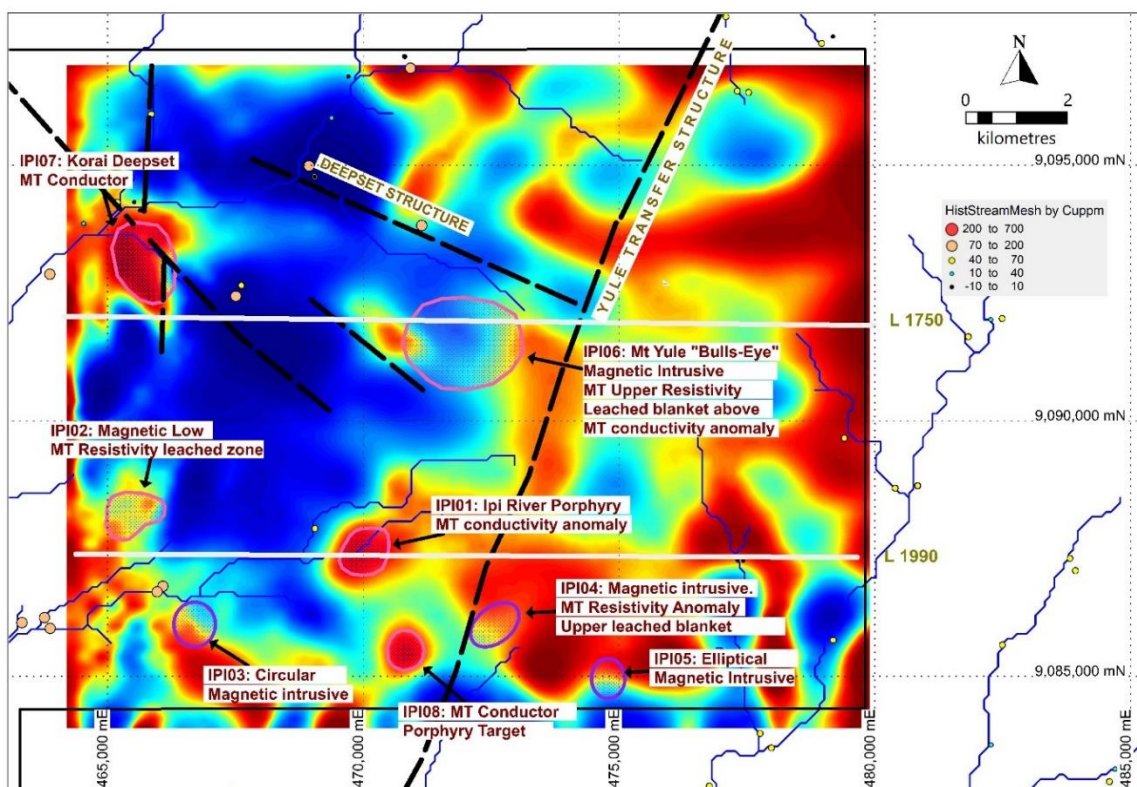 N
0 2
kilometres
YULE TRANSFER STRUCTURE
DEEPSET STRUCTURE
IPI07: Korai Deepset
MT Conductor
9,095,000 mN
HistStreamMesh by Cuppm
200 to 700
70 to 200
40 to 70
10 to 40
-10 to 10
L 1750
IPI06: Mt Yule "Bulls-Eye"
Magnetic Intrusive
MT Upper Resistivity
Leached blanket above
MT conductivity anomaly
9,090,000 mN
IPI02: Magnetic Low
MT Resistivity leached zone
IPI01: Ipi River Porphyry
MT conductivity anomaly
L 1990
IPI04: Magnetic intrusive.
MT Resistivity Anomaly
Upper leached blanket
IPI03: Circular
Magnetic intrusive
IPI05: Elliptical
Magnetic Intrusive
9,085,000 mN
IPI08: MT Conductor
Porphyry Target
465,000 mE
470,000 mE
475,000 mE
480,000 mE
485,000 mE